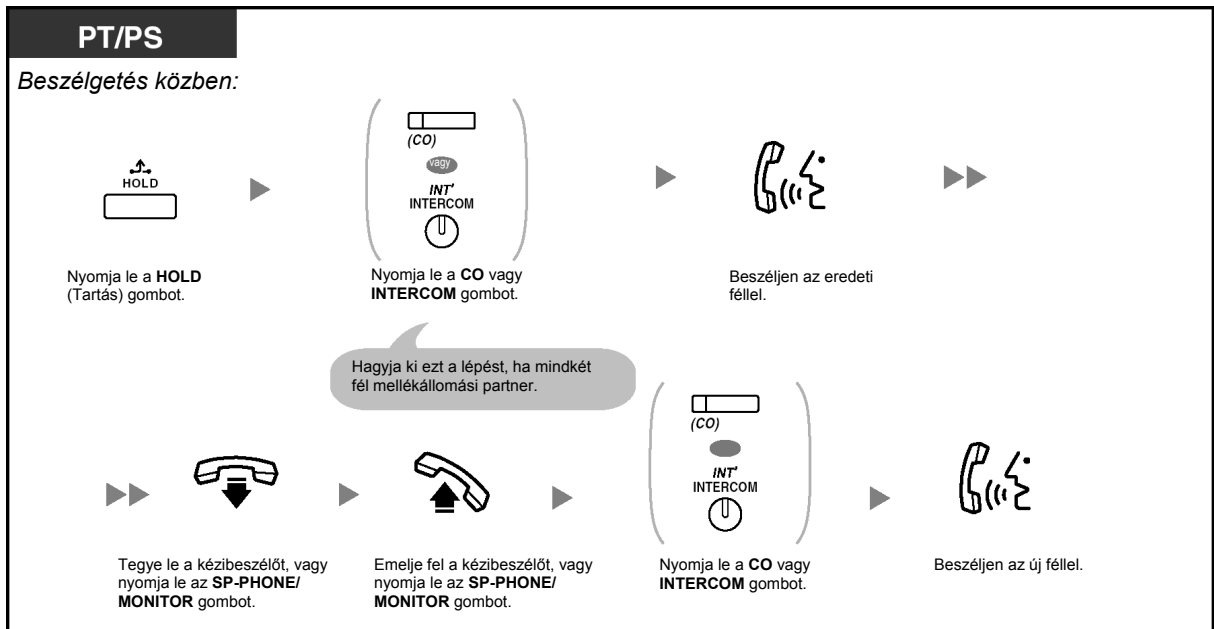 PT/PS
Beszélgetés közben:
HOLD
Nyomja le a HOLD
(Tartás) gombot.
(CO)
vagy
INT'
INTERCOM
Nyomja le a CO vagy
INTERCOM gombot.
Beszéljen az eredeti
féllel.
Hagyja ki ezt a lépést, ha mindkét
fél mellékállomási partner.
Tegye le a kézibeszélőt, vagy
nyomja le az SP-PHONE/
MONITOR gombot.
Emelje fel a kézibeszélőt, vagy
nyomja le az SP-PHONE/
MONITOR gombot.
(CO)
INT'
INTERCOM
Nyomja le a CO vagy
INTERCOM gombot.
Beszéljen az új féllel.